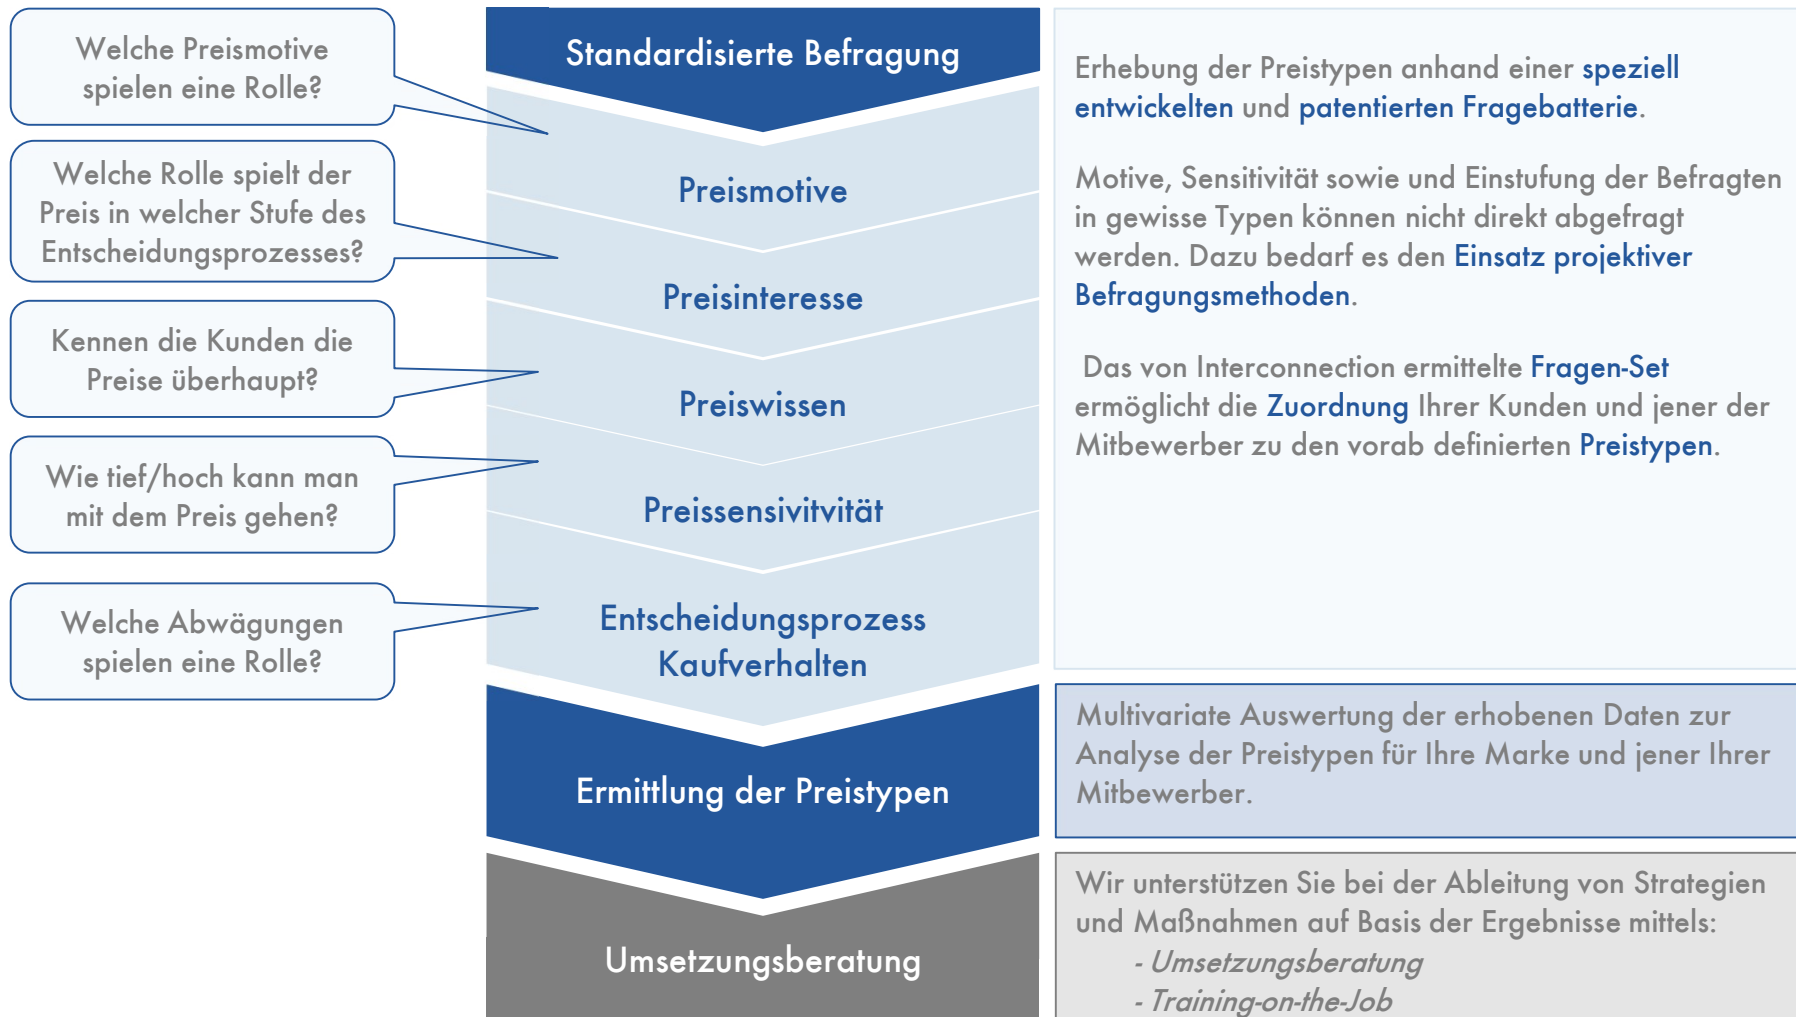 Welche Preismotive
spielen eine Rolle?
Welche Rolle spielt der
Preis in welcher Stufe des
Entscheidungsprozesses?
Kennen die Kunden die
Preise überhaupt?
Wie tief/hoch kann man
mit dem Preis gehen?
Welche Abwägungen
spielen eine Rolle?
Standardisierte Befragung
Preismotive
Preisinteresse
Preiswissen
Preissensivitvität
Entscheidungsprozess
Kaufverhalten
Ermittlung der Preistypen
Umsetzungsberatung
Erhebung der Preistypen anhand einer speziell
entwickelten und patentierten Fragebatterie.
Motive, Sensitivität sowie und Einstufung der Befragten
in gewisse Typen können nicht direkt abgefragt
werden. Dazu bedarf es den Einsatz projektiver
Befragungsmethoden.
Das von Interconnection ermittelte Fragen-Set
ermöglicht die Zuordnung Ihrer Kunden und jener der
Mitbewerber zu den vorab definierten Preistypen.
Multivariate Auswertung der erhobenen Daten zur
Analyse der Preistypen für Ihre Marke und jener Ihrer
Mitbewerber.
Wir unterstützen Sie bei der Ableitung von Strategien
und Maßnahmen auf Basis der Ergebnisse mittels:
- Umsetzungsberatung
- Training-on-the-Job